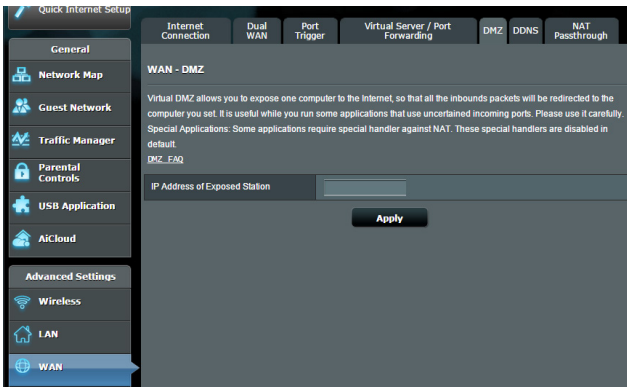 Quick Internet Setup
General
Network Map
Guest Network
Traffic Manager
Parental
Controls
USB Application
AiCloud
Advanced Settings
Wireless
LAN
WAN
Internet
Connection
Dual
WAN
Port
Trigger
Virtual Server / Port
Forwarding
DMZ
DDNS
NAT
Passthrough
WAN - DMZ
Virtual DMZ allows you to expose one computer to the Internet, so that all the inbounds packets will be redirected to the
computer you set. It is useful while you run some applications that use uncertained incoming ports. Please use it carefully.
Special Applications: Some applications require special handler against NAT. These special handlers are disabled in
default.
DMZ FAQ
IP Address of Exposed Station
Apply